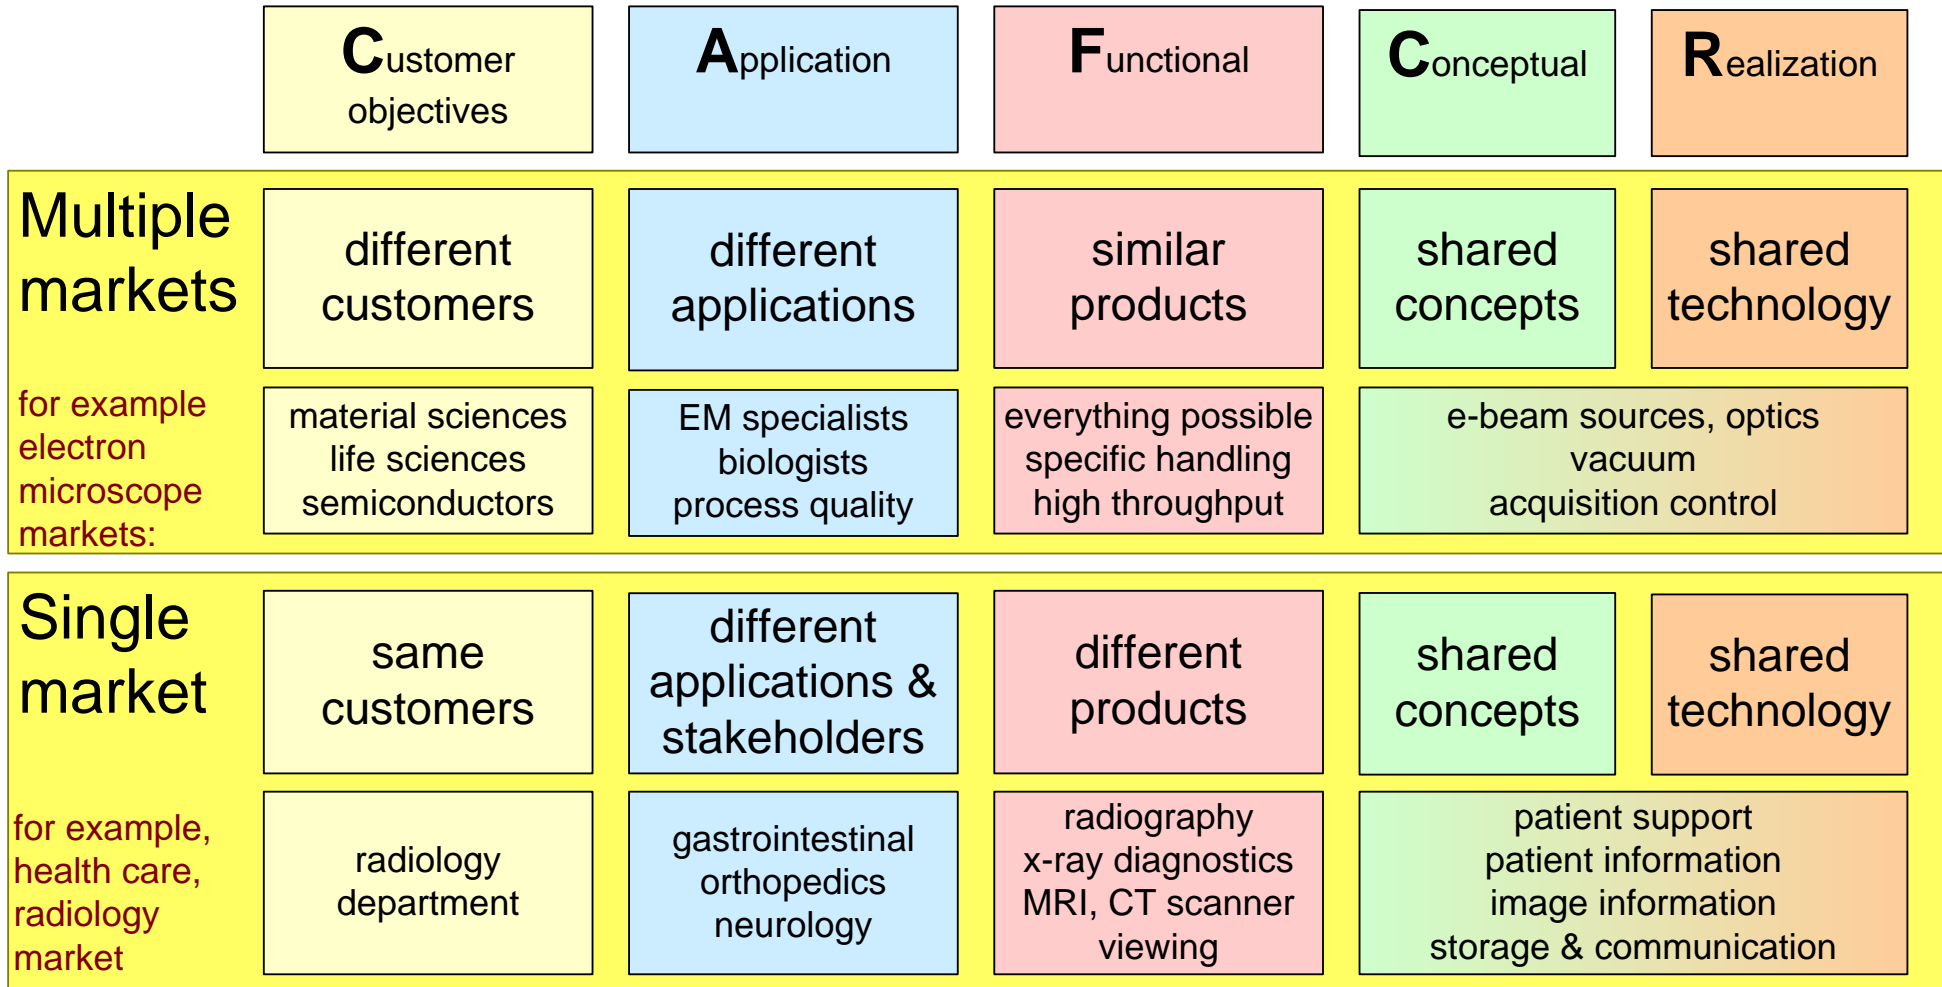 Customer
objectives
Application
Functional
Conceptual
Realization
Multiple
markets
different
customers
different
applications
similar
products
shared
concepts
shared
technology
for example
electron
microscope
markets:
material sciences
life sciences
semiconductors
EM specialists
biologists
process quality
everything possible
specific handling
high throughput
e-beam sources, optics
vacuum
acquisition control
Single
market
same
customers
different
applications &
stakeholders
different
products
shared
concepts
shared
technology
for example,
health care,
radiology
market
radiology
department
gastrointestinal
orthopedics
neurology
radiography
x-ray diagnostics
MRI, CT scanner
viewing
patient support
patient information
image information
storage & communication